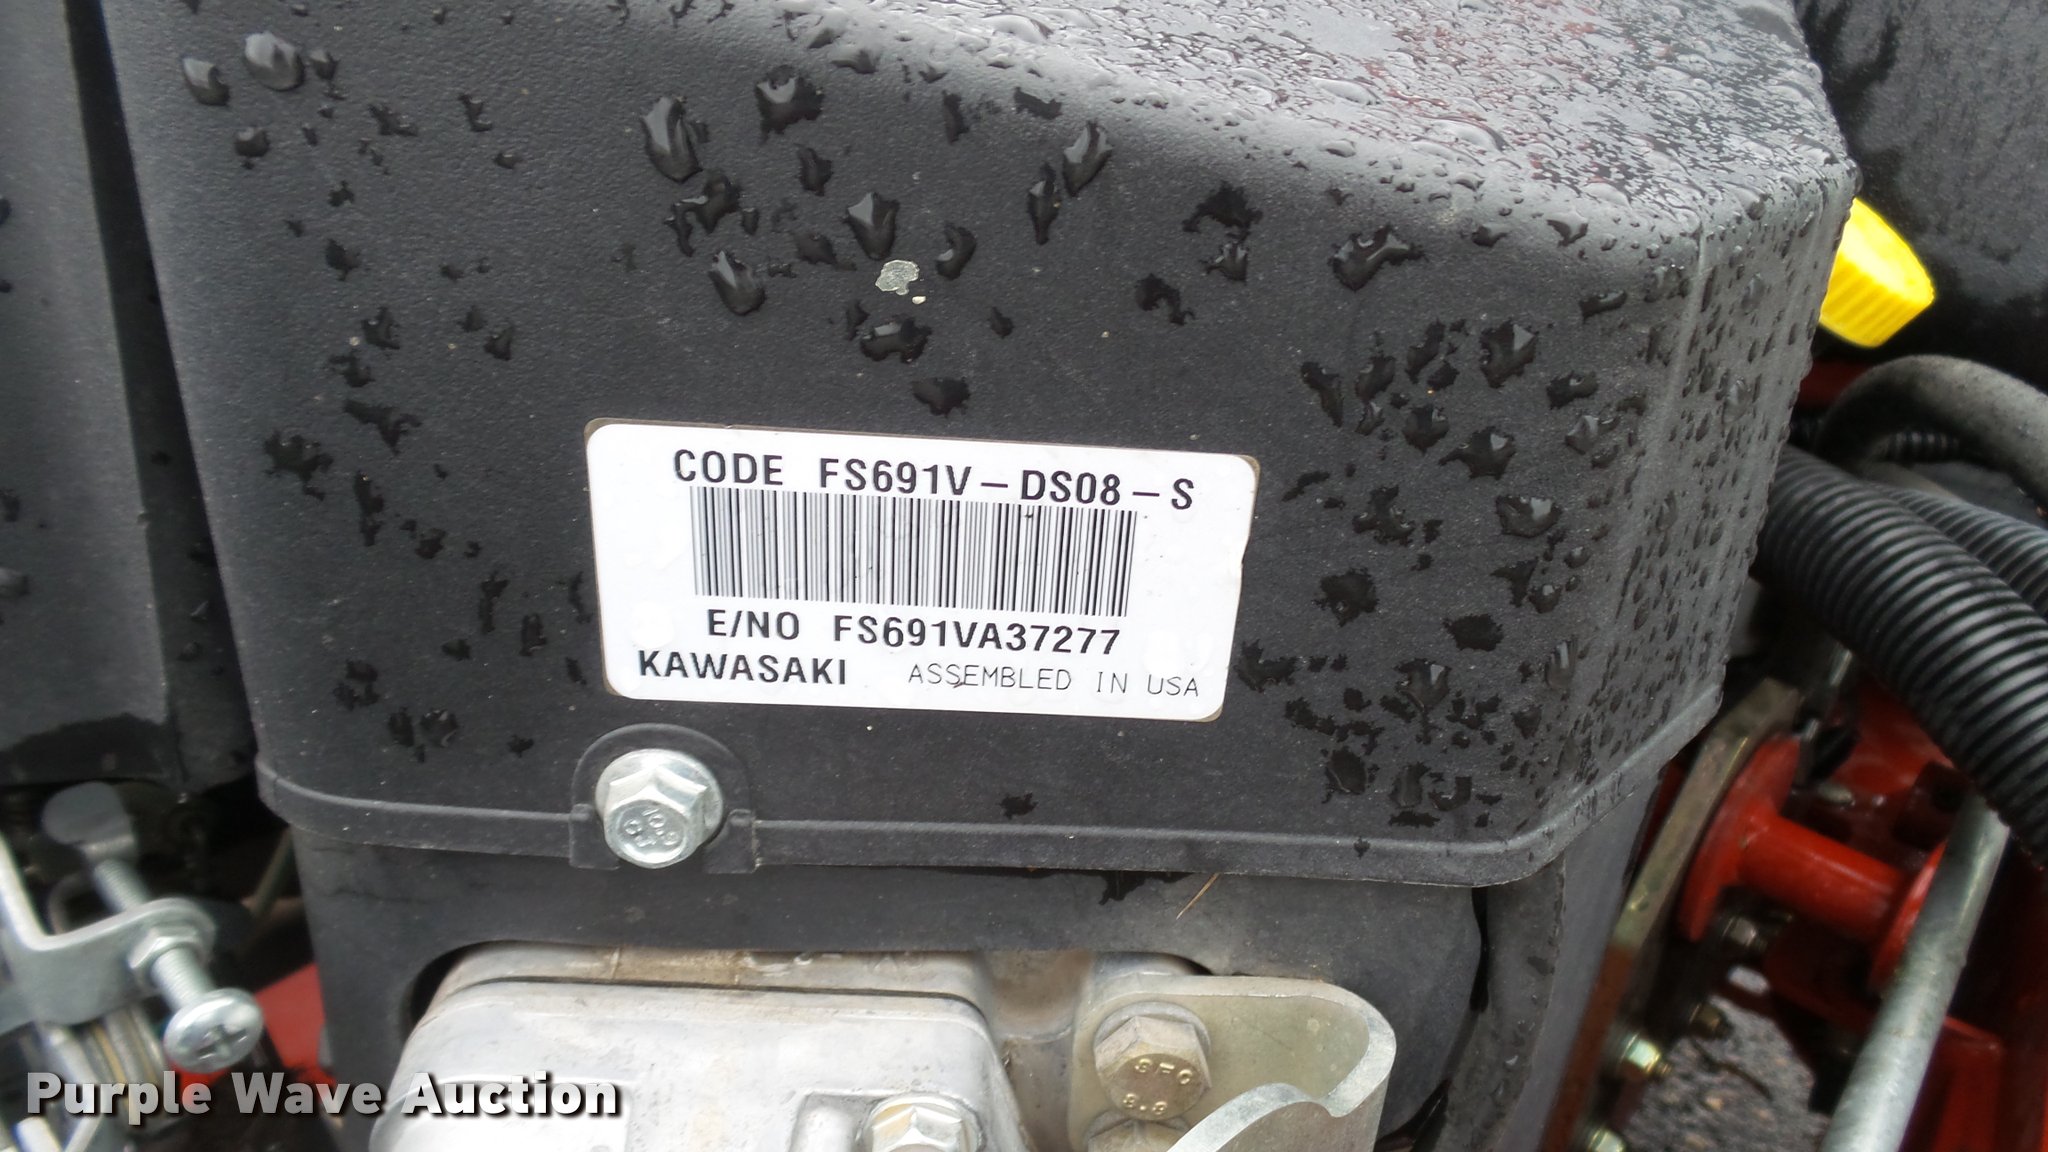 CODE FS691V-DS08-S
E/NO FS691VA37277
KAWASAKI ASSEMBLED IN USA
Purple Wave Auction